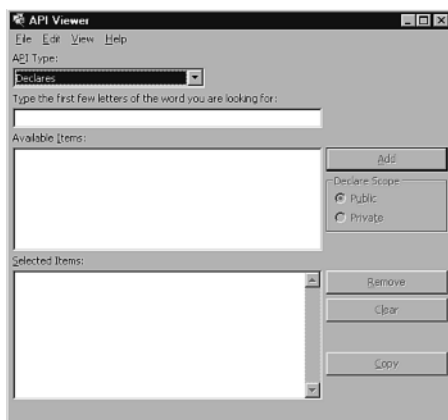 API Viewer
File Edit View Help
API Type:
Declares
Type the first few letters of the word you are looking for:
Available Items:
Add
Declare Scope
Public
Private
Selected Items:
Remove
Clear
Copy